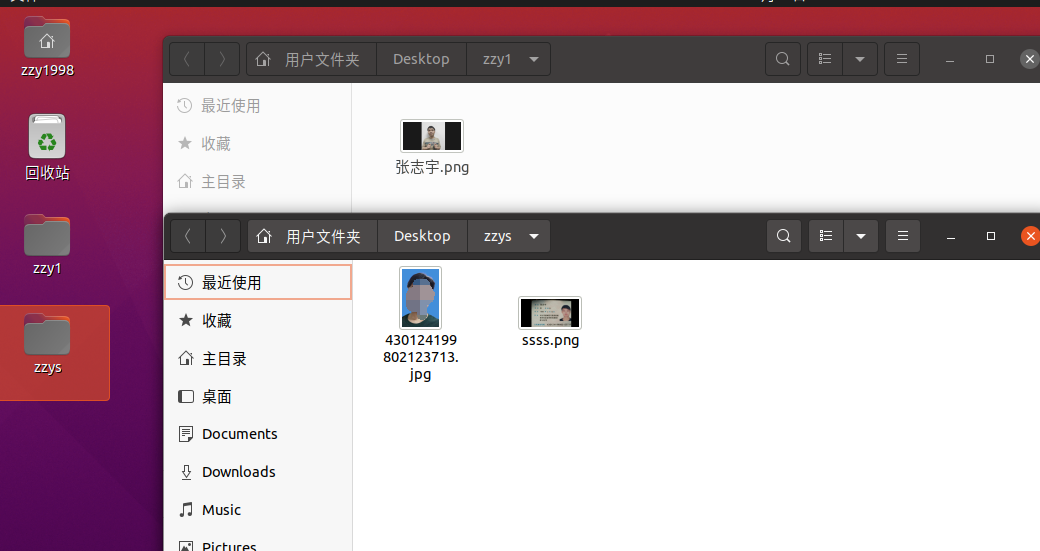 zzy1998
回收站
zzy1
zzys
用户文件夹 Desktop zzy1
最近使用
收藏
主目录
张志宇.png
用户文件夹 Desktop zzys
最近使用
收藏
主目录
桌面
Documents
Downloads
Music
Pictures
430124199
802123713.
jpg
ssss.png